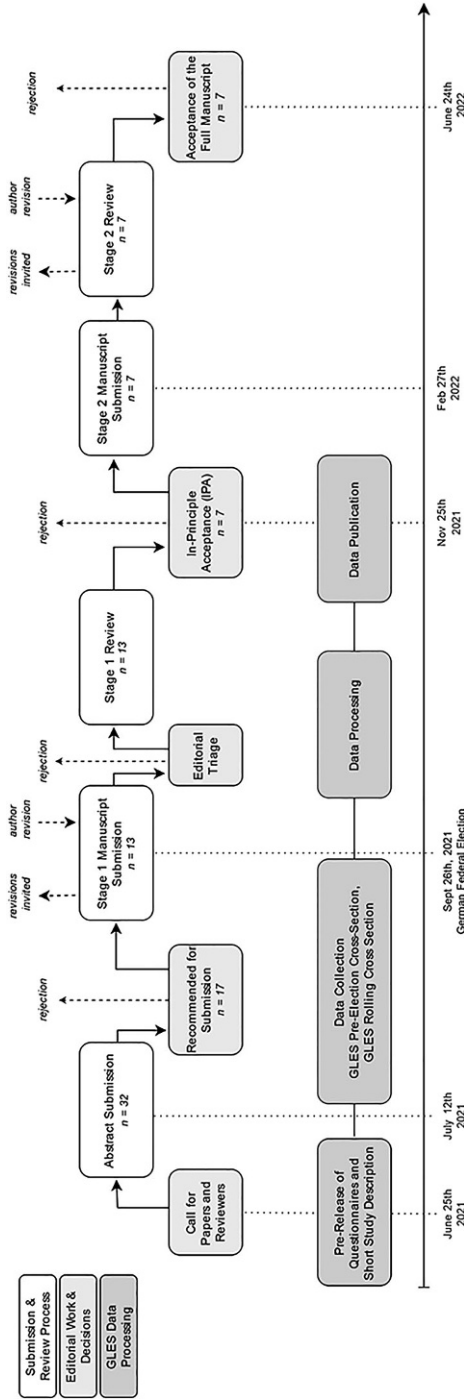 Submission &
Review Process
Editorial Work &
Decisions
GLES Data
Processing
Call for
Papers and
Reviewers
Abstract Submission
n = 32
rejection
Recommended for
Submission
n = 17
revisions
invited
author
revision
Stage 1 Manuscript
Submission
n = 13
rejection
Editorial
Triage
Stage 1 Review
n = 13
rejection
In-Principle
Acceptance (IPA)
n = 7
Stage 2 Manuscript
Submission
n = 7
revisions
invited
author
revision
Stage 2 Review
n = 7
rejection
Acceptance of the
Full Manuscript
n = 7
Pre-Release of
Questionnaires and
Short Study Description
Data Collection
GLES Pre-Election Cross-Section,
GLES Rolling Cross Section
Data Processing
Data Publication
June 25th
2021
July 12th
2021
Sept 26th, 2021
German Federal Election
Nov 25th
2021
Feb 27th
2022
June 24th
2022